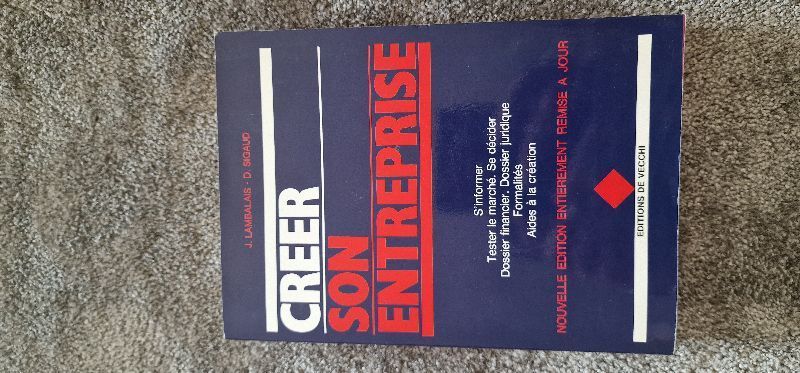 J. LAMBALAIS - D. SIGAUD
CREER
SON
ENTREPRISE
S'informer
Tester le marché. Se décider
Dossier financier. Dossier juridique
Formalités
Aides à la création
NOUVELLE EDITION ENTIEREMENT REMISE A JOUR
EDITIONS DE VECCHI